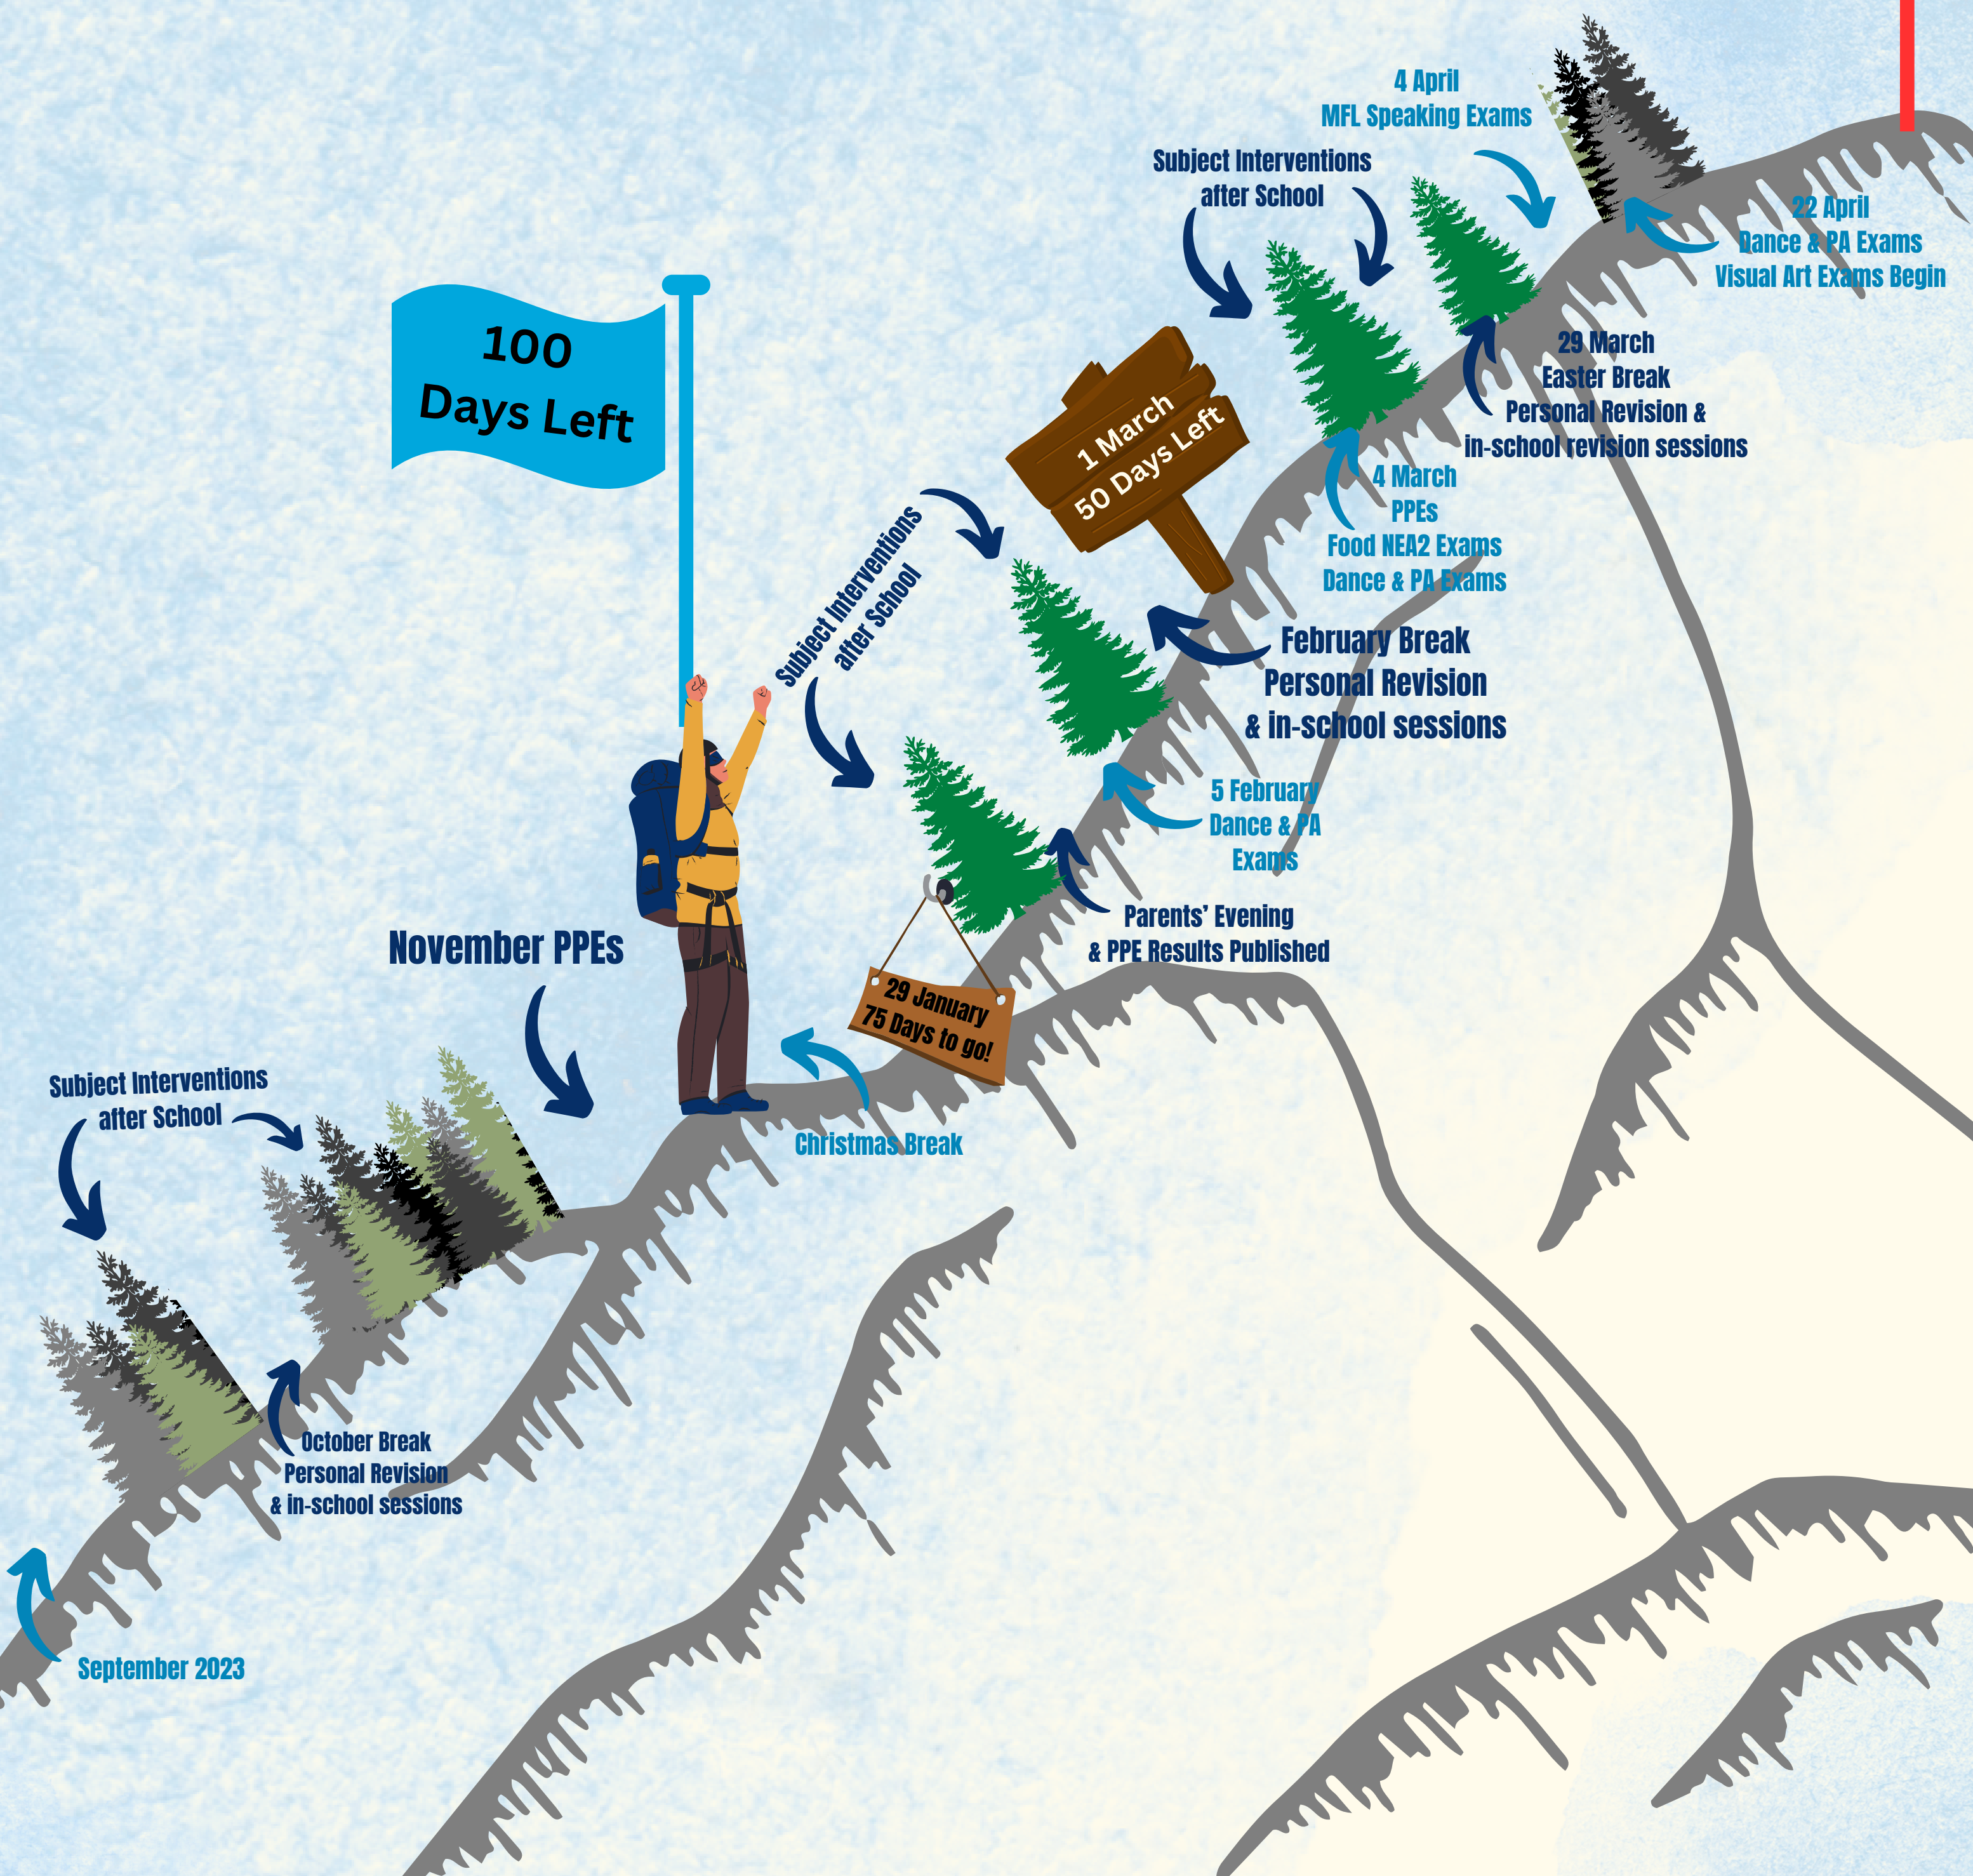 4 April
MFL Speaking Exams
Subject Interventions
after School
22 April
Dance & PA Exams
Visual Art Exams Begin
100
Days Left
29 March
Easter Break
Personal Revision &
in-school revision sessions
1 March
50 Days Left
4 March
PPEs
Food NEA2 Exams
Dance & PA Exams
Subject Interventions
after School
February Break
Personal Revision
& in-school sessions
5 February
Dance & PA
Exams
Parents' Evening
& PPE Results Published
November PPEs
29 January
75 Days to go!
Christmas Break
Subject Interventions
after School
October Break
Personal Revision
& in-school sessions
September 2023